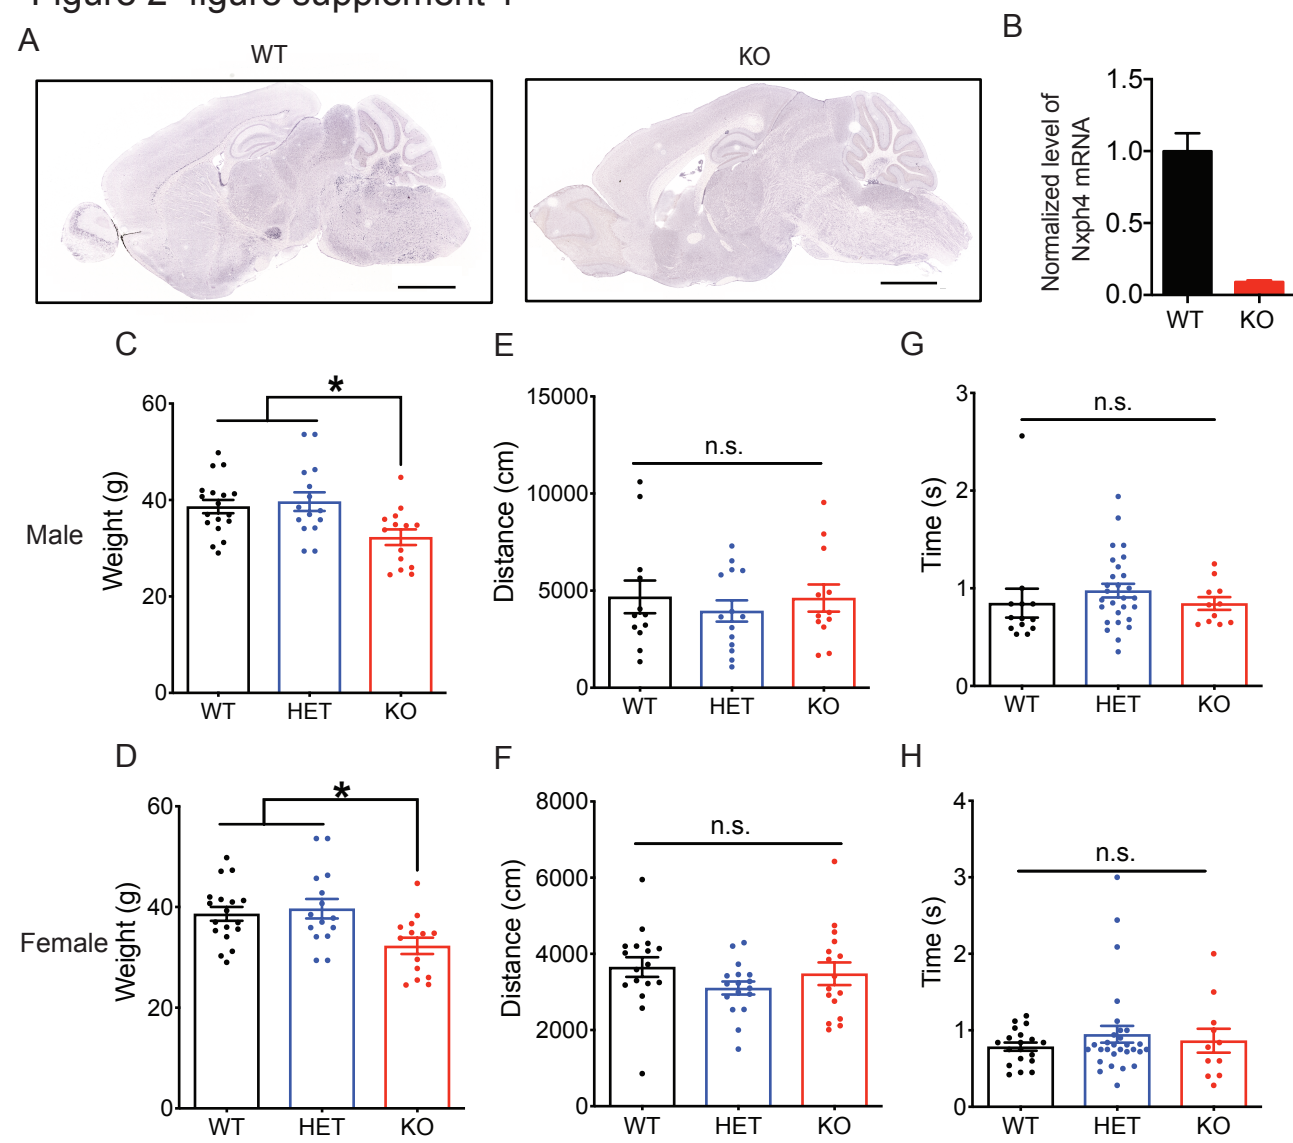 Figure 2- figure supplement 1
A
WT
KO
B
Normalized level of
Nxph4 mRNA
1.5
1.0
0.5
0.0
WT
KO
C
Male
Weight (g)
60
40
20
0
*
WT
HET
KO
E
Distance (cm)
15000
10000
5000
0
n.s.
WT
HET
KO
G
Time (s)
3
2
1
0
n.s.
WT
HET
KO
D
Female
Weight (g)
60
40
20
0
*
WT
HET
KO
F
Distance (cm)
8000
6000
4000
2000
0
n.s.
WT
HET
KO
H
Time (s)
4
3
2
1
0
n.s.
WT
HET
KO